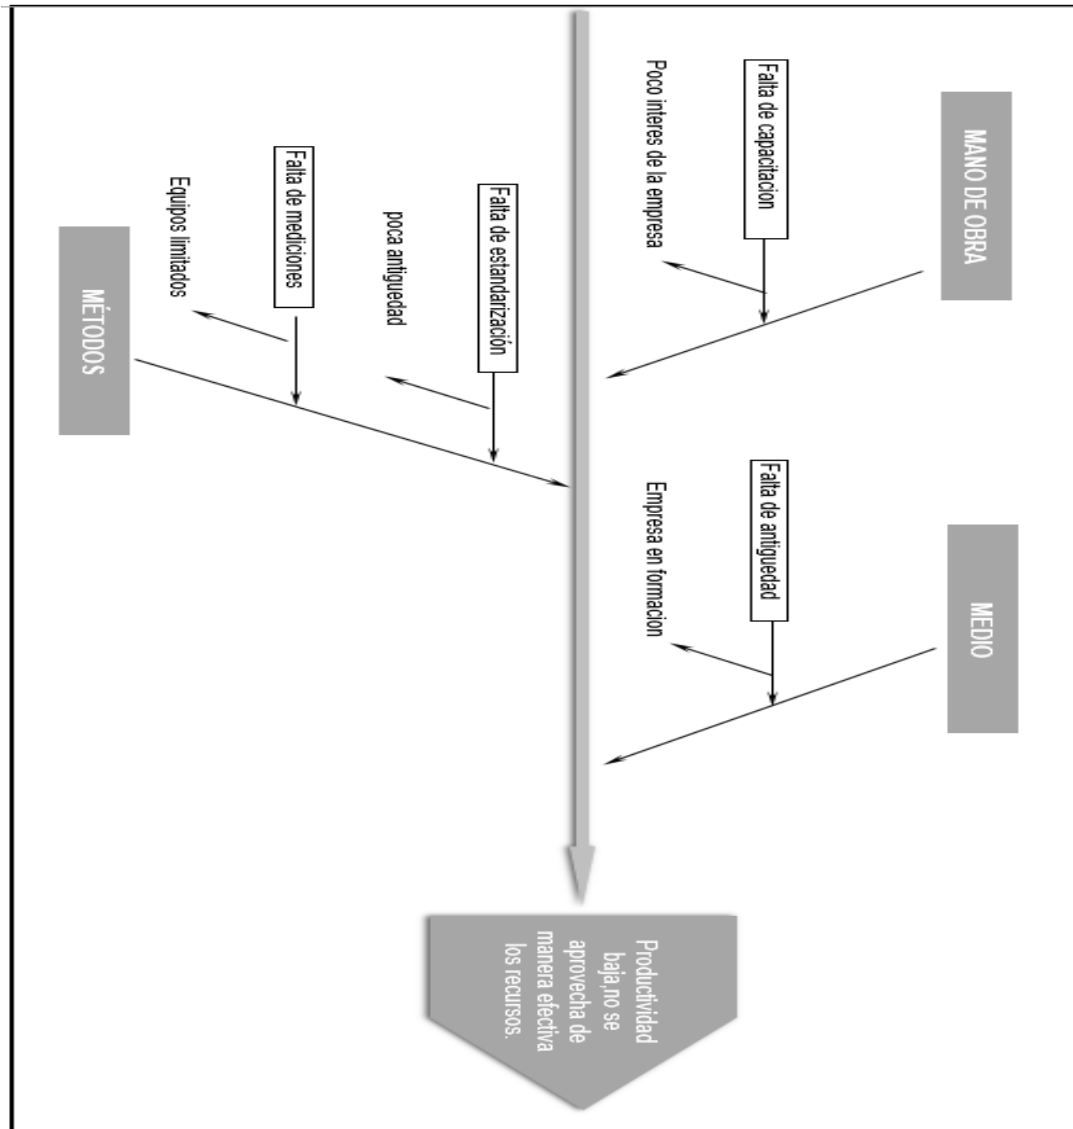 MANO DE OBRA
Falta de capacitacion
Poco interes de la empresa
MEDIO
Falta de antiguedad
Empresa en formacion
Falta de estandarización
poca antiguedad
Falta de mediciones
Equipos limitados
MÉTODOS
Productividad
baja,no se
aprovecha de
manera efectiva
los recursos.